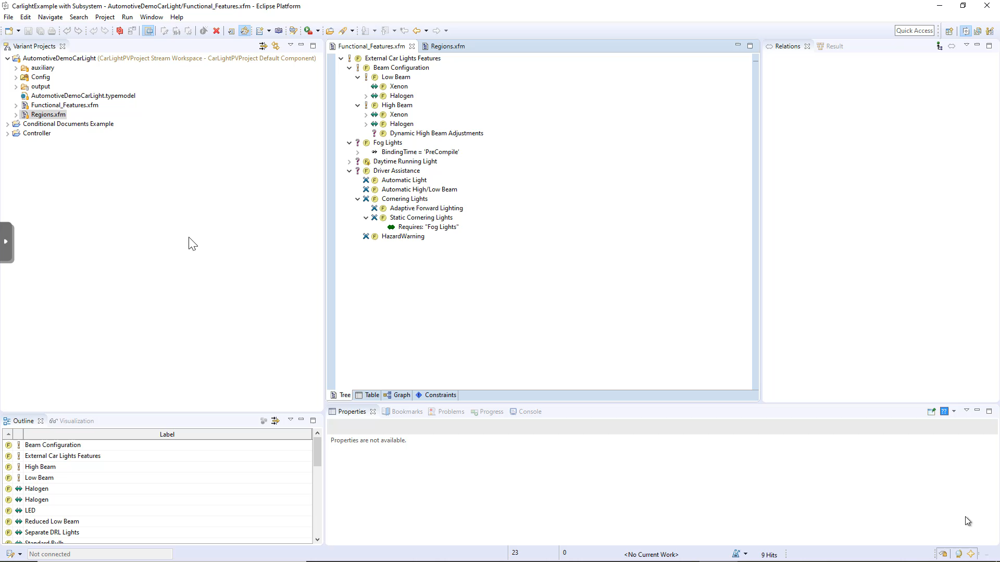 CarlightExample with Subsystem - AutomotiveDemoCarLight/Functional_Features.xfm - Eclipse Platform
File Edit Navigate Search Project Run Window Help
Quick Access
Variant Projects
AutomotiveDemoCarLight (CarLightPVProject Stream Workspace - CarLightPVProject Default Component)
auxiliary
Config
output
AutomotiveDemoCarLight.typemodel
Functional_Features.xfm
Regions.xfm
Conditional Documents Example
Controller
Functional_Features.xfm Regions.xfm
External Car Lights Features
Beam Configuration
Low Beam
Xenon
Halogen
High Beam
Xenon
Halogen
Dynamic High Beam Adjustments
Fog Lights
BindingTime = 'PreCompile'
Daytime Running Light
Driver Assistance
Automatic Light
Automatic High/Low Beam
Cornering Lights
Adaptive Forward Lighting
Static Cornering Lights
Requires: "Fog Lights"
HazardWarning
Tree Table Graph Constraints
Relations Result
Outline Visualization
Label
Beam Configuration
External Car Lights Features
High Beam
Low Beam
Halogen
Halogen
LED
Reduced Low Beam
Separate DRL Lights
Standard Bulb
Properties Bookmarks Problems Progress Console
Properties are not available.
Not connected
23 0 <No Current Work> 9 Hits